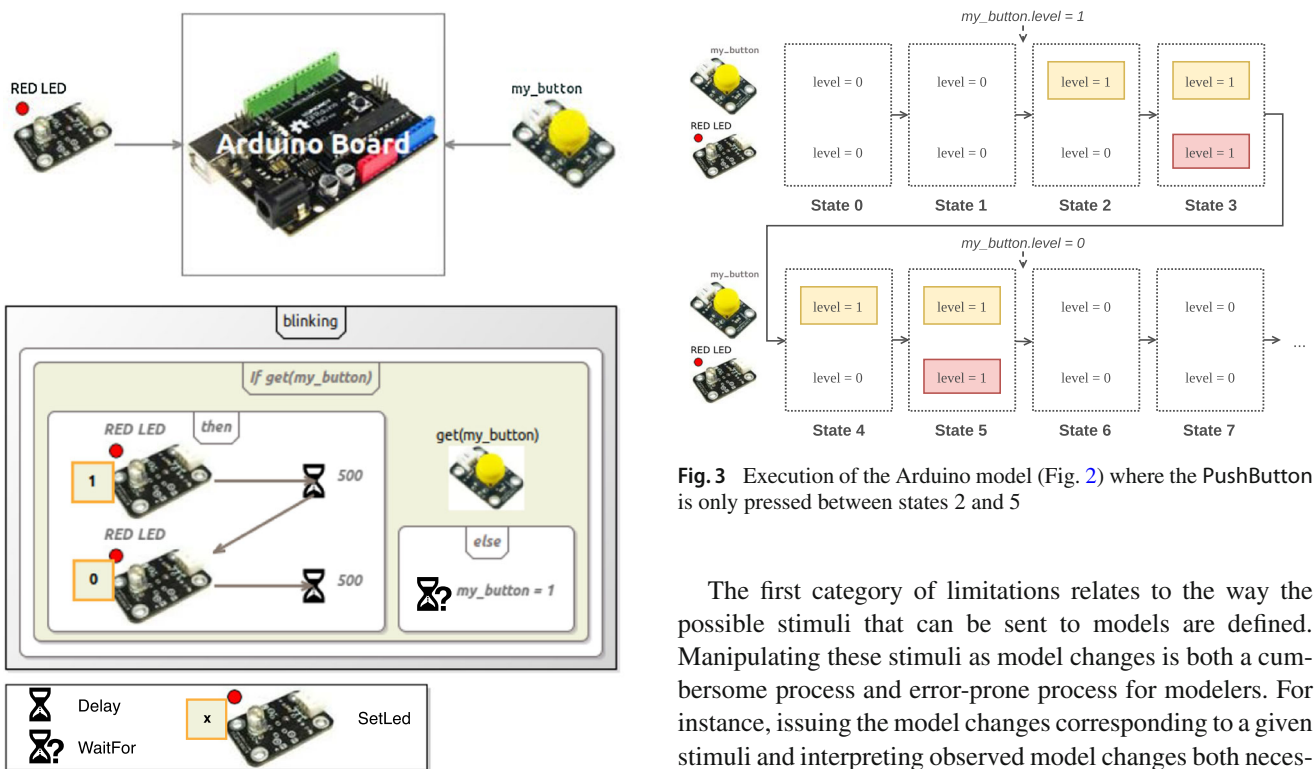 RED LED
my_button
Arduino Board
blinking
If get(my_button)
then
RED LED
1
500
RED LED
0
500
get(my_button)
else
my_button = 1
Delay
WaitFor
x
SetLed
my_button.level = 1
my_button
RED LED
level = 0
level = 0
level = 1
level = 1
level = 0
level = 0
level = 0
level = 1
State 0
State 1
State 2
State 3
my_button.level = 0
my_button
RED LED
level = 1
level = 1
level = 0
level = 0
...
level = 0
level = 1
level = 0
level = 0
State 4
State 5
State 6
State 7
Fig. 3 Execution of the Arduino model (Fig. 2) where the PushButton
is only pressed between states 2 and 5
The first category of limitations relates to the way the
possible stimuli that can be sent to models are defined.
Manipulating these stimuli as model changes is both a cum-
bersome process and error-prone process for modelers. For
instance, issuing the model changes corresponding to a given
stimuli and interpreting observed model changes both neces-